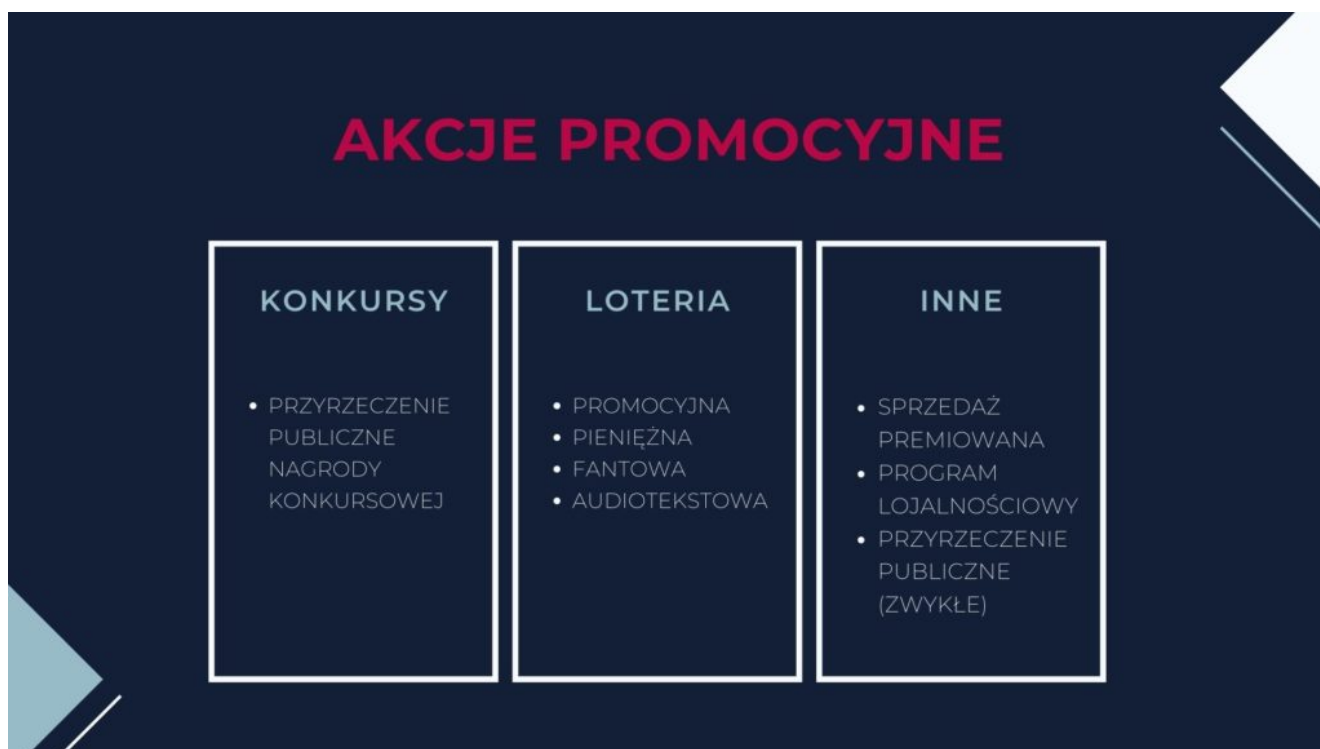 AKCJE PROMOCYJNE
KONKURSY
• PRZYRZECZENIE
PUBLICZNE
NAGRODY
KONKURSOWEJ
LOTERIA
• PROMOCYJNA
• PIENIĘŻNA
• FANTOWA
• AUDIOTEKSTOWA
INNE
• SPRZEDAŻ
PREMIOWANA
• PROGRAM
LOJALNOŚCIOWY
• PRZYRZECZENIE
PUBLICZNE
(ZWYKŁE)